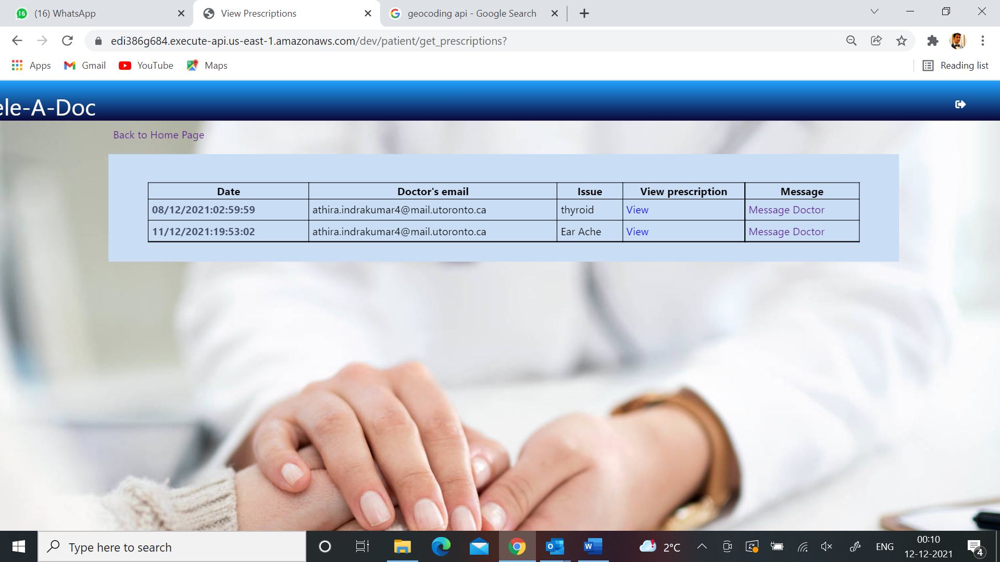 16 (16) WhatsApp View Prescriptions geocoding api - Google Search
edi386g684.execute-api.us-east-1.amazonaws.com/dev/patient/get_prescriptions?
Apps Gmail YouTube Maps Reading list
ele-A-Doc
Back to Home Page
Date Doctor's email Issue View prescription Message
08/12/2021:02:59:59 athira.indrakumar4@mail.utoronto.ca thyroid View Message Doctor
11/12/2021:19:53:02 athira.indrakumar4@mail.utoronto.ca Ear Ache View Message Doctor
Type here to search 2°C ENG 00:10
12-12-2021 4